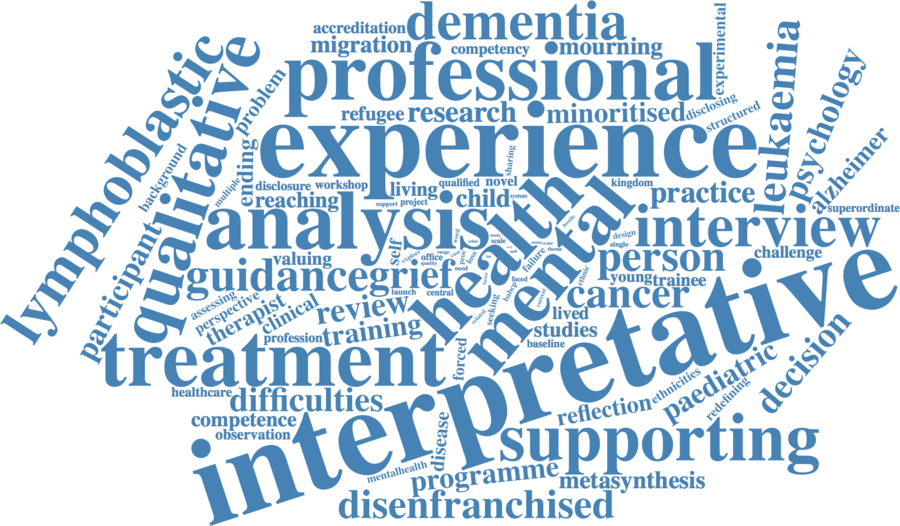 dementia
experimental
accreditation
migration
competency
mourning
professional
leukaemia
lymphoblastic
qualitative
problem
psychology
refugee
research
minoritised
disclosing
structured
experience
alzheimer
background
multiple
ending
sharing
disclosure
workshop
living
qualified
novel
kingdom
reaching
support
project
child
system
practice
superordinate
analysis
health
mental
interview
participant
valuing
self
office
quality
range
scale
design
single
person
challenge
guidance
grief
need
failure
ethnic
young
trainee
launch
central
assessing
perspective
therapist
clinical
review
seeking
cancer
profession
training
lived
studies
baseline
treatment
forced
interpretative
decision
healthcare
difficulties
reflection
ethnicities
paediatric
redefining
competence
observation
disease
supporting
mentalhealth
programme
metasynthesis
disenfranchised